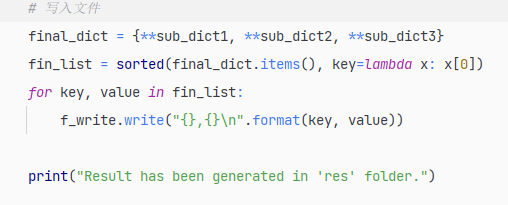 # 写入文件
final_dict = {**sub_dict1, **sub_dict2, **sub_dict3}
fin_list = sorted(final_dict.items(), key=lambda x: x[0])
for key, value in fin_list:
    f_write.write("{},{}\n".format(key, value))
print("Result has been generated in 'res' folder.")